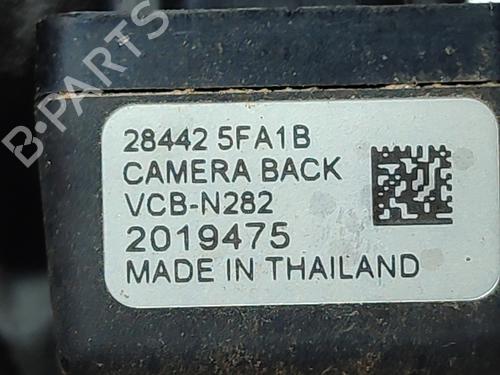 B-PARTS
28442 5FA1B
CAMERA BACK
VCB-N282
2019475
MADE IN THAILAND